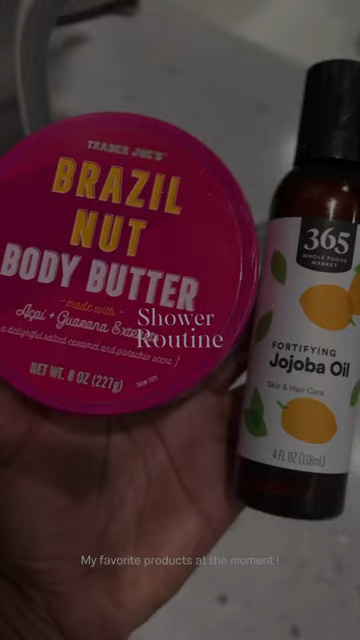 TRADER JOE'S
BRAZIL
NUT
BODY BUTTER
- made with -
Açaí + Guarana Extracts
a delightful salted caramel and pistachio scent
NET WT. 8 OZ (227g)
365
WHOLE FOODS
MARKET
FORTIFYING
Jojoba Oil
Skin & Hair Care
4 FL OZ (118ml)
Shower
Routine
My favorite products at the moment !